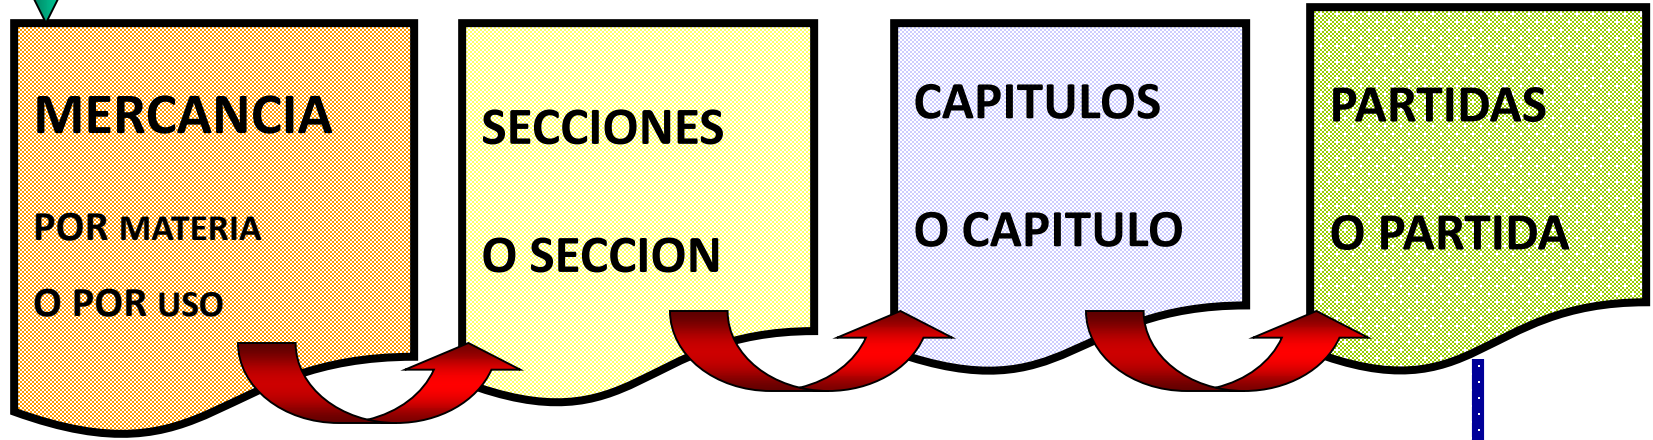 MERCANCIA
POR MATERIA
O POR USO
SECCIONES
O SECCION
CAPITULOS
O CAPITULO
PARTIDAS
O PARTIDA